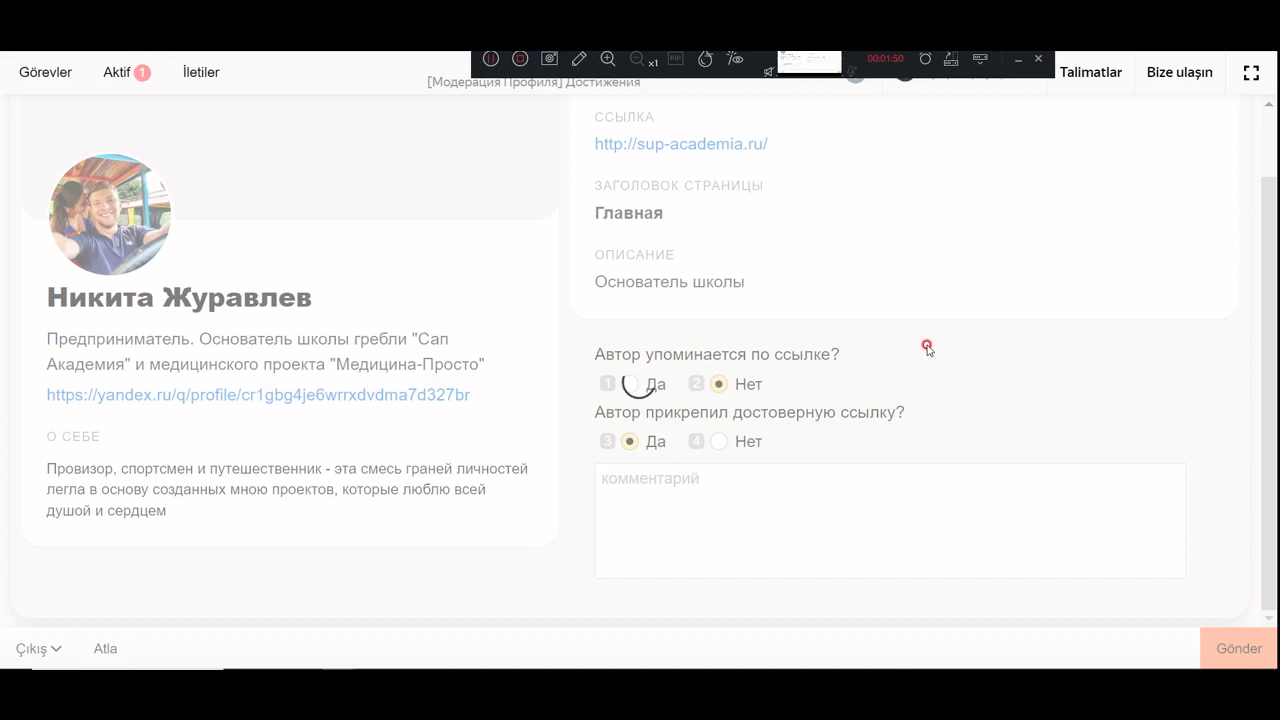 x1
PIP
00:01:50
Görevler
Aktif 1
İletiler
[Модерация Профиля] Достижения
Talimatlar
Bize ulaşın
Никита Журавлев
Предприниматель. Основатель школы гребли "Сап
Академия" и медицинского проекта "Медицина-Просто"
https://yandex.ru/q/profile/cr1gbg4je6wrrxdvdma7d327br
О СЕБЕ
Провизор, спортсмен и путешественник - эта смесь граней личностей
легла в основу созданных мною проектов, которые люблю всей
душой и сердцем
ССЫЛКА
http://sup-academia.ru/
ЗАГОЛОВОК СТРАНИЦЫ
Главная
ОПИСАНИЕ
Основатель школы
Автор упоминается по ссылке?
1 Да 2 Нет
Автор прикрепил достоверную ссылку?
3 Да 4 Нет
комментарий
Çıkış
Atla
Gönder